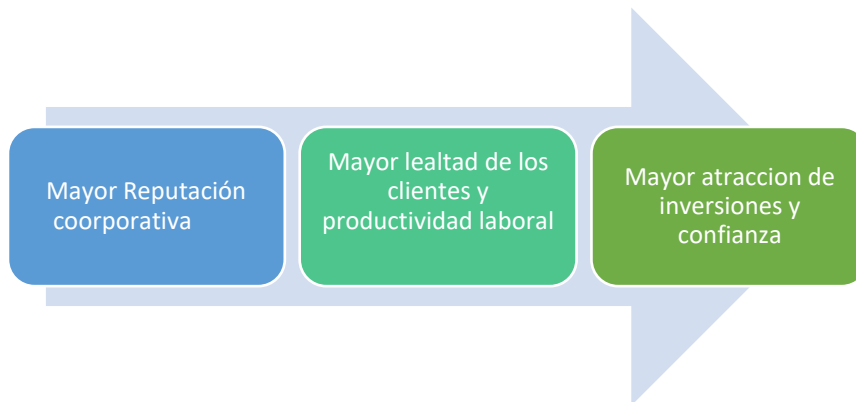 Mayor Reputación
coorporativa
Mayor lealtad de los
clientes y
productividad laboral
Mayor atraccion de
inversiones y
confianza